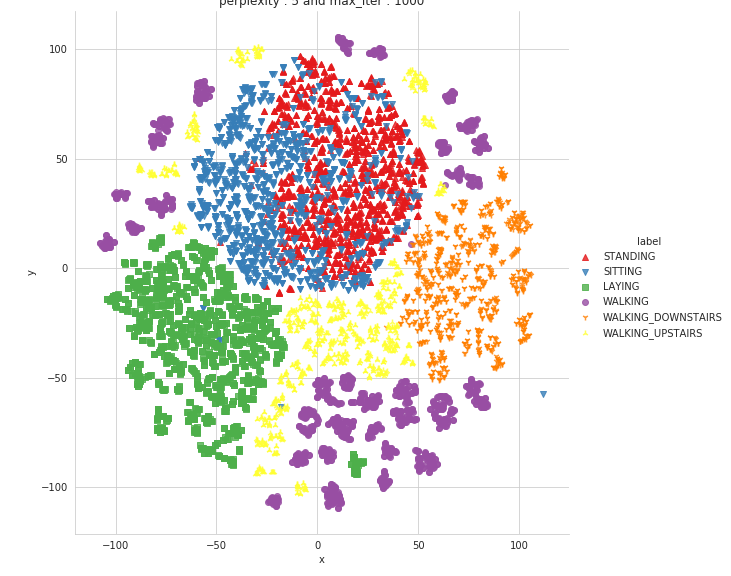 perplexity : 5 and max_iter : 1000
100
50
0
−50
−100
y
−100
−50
0
50
100
x
label
STANDING
SITTING
LAYING
WALKING
WALKING_DOWNSTAIRS
WALKING_UPSTAIRS